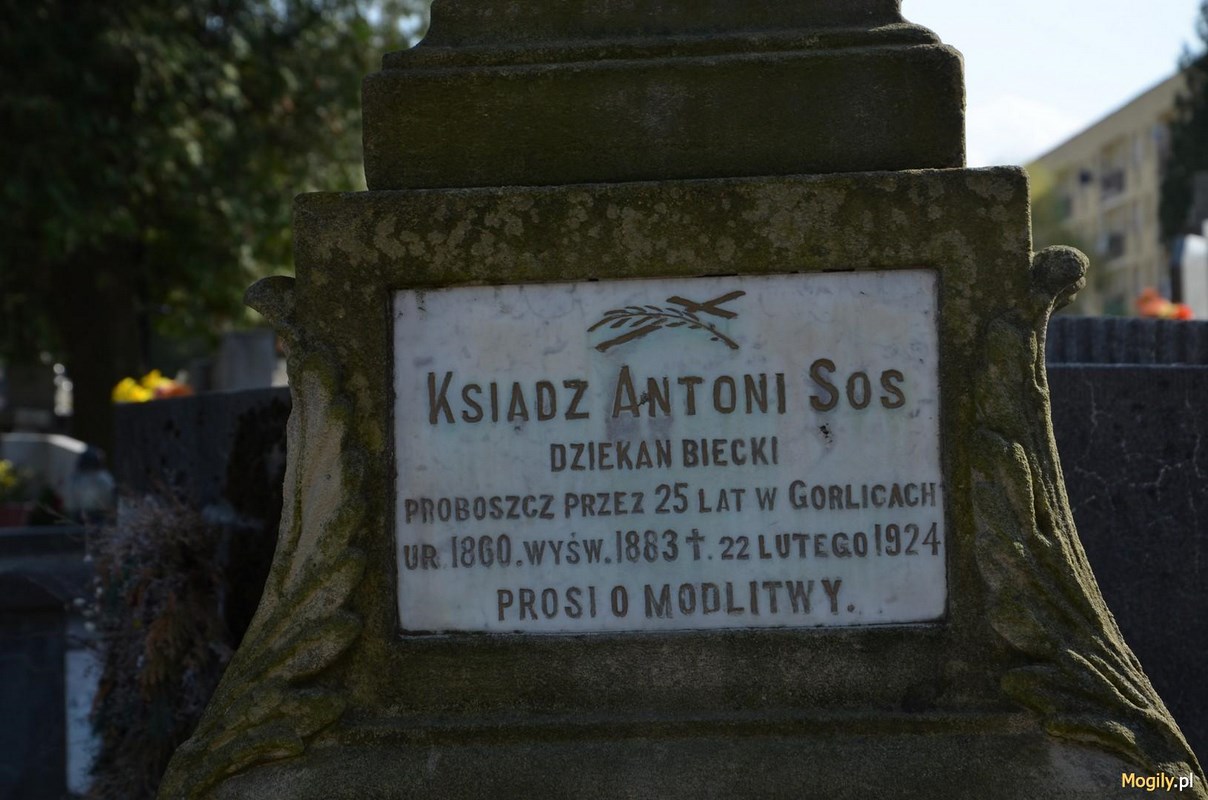 KSIĄDZ ANTONI SOS
DZIEKAN BIECKI
PROBOSZCZ PRZEZ 25 LAT W GORLICACH
UR. 1860. WYŚW. 1883 †. 22 LUTEGO 1924
PROSI O MODLITWY.
Mogily.pl